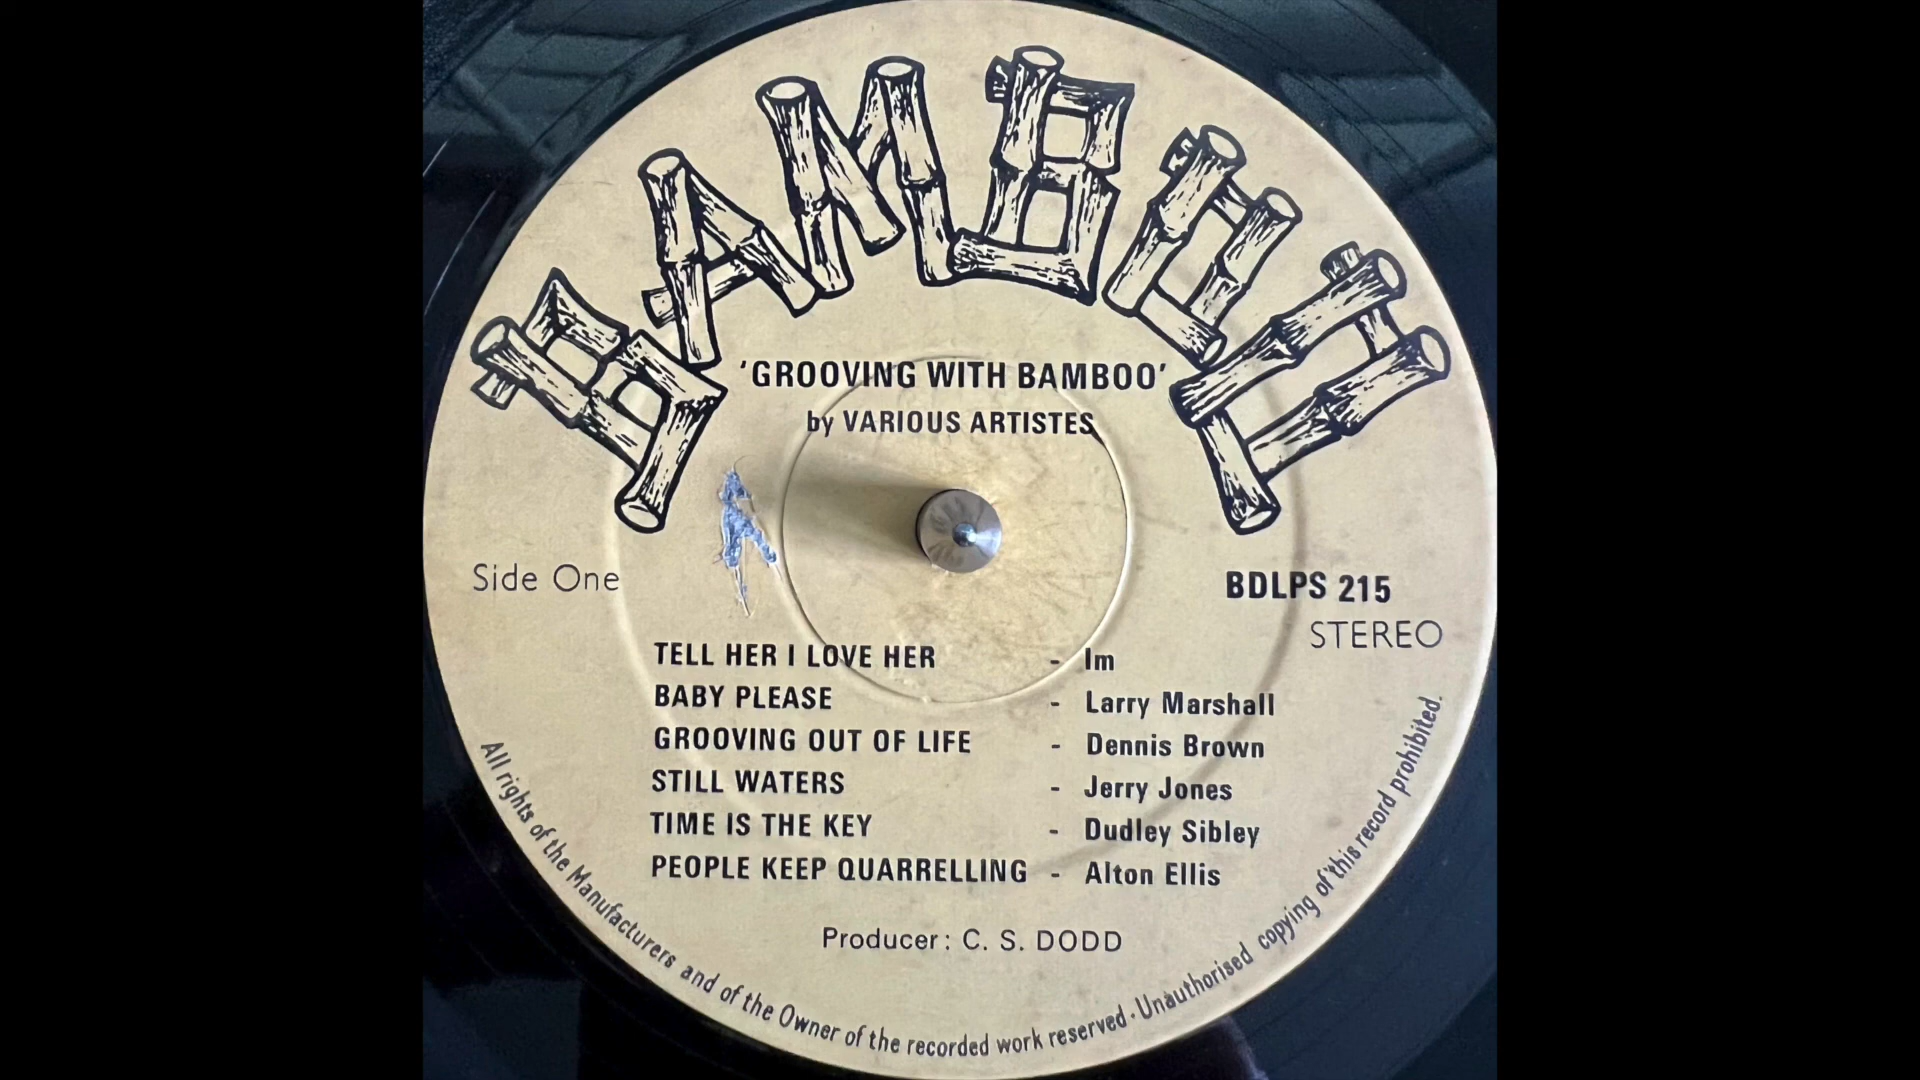 BAMBOO
'GROOVING WITH BAMBOO'
by VARIOUS ARTISTES
Side One
BDLPS 215
STEREO
TELL HER I LOVE HER - Im
BABY PLEASE - Larry Marshall
GROOVING OUT OF LIFE - Dennis Brown
STILL WATERS - Jerry Jones
TIME IS THE KEY - Dudley Sibley
PEOPLE KEEP QUARRELLING - Alton Ellis
Producer: C. S. DODD
All rights of the Manufacturers and of the Owner of the recorded work reserved · Unauthorised copying of this record prohibited.